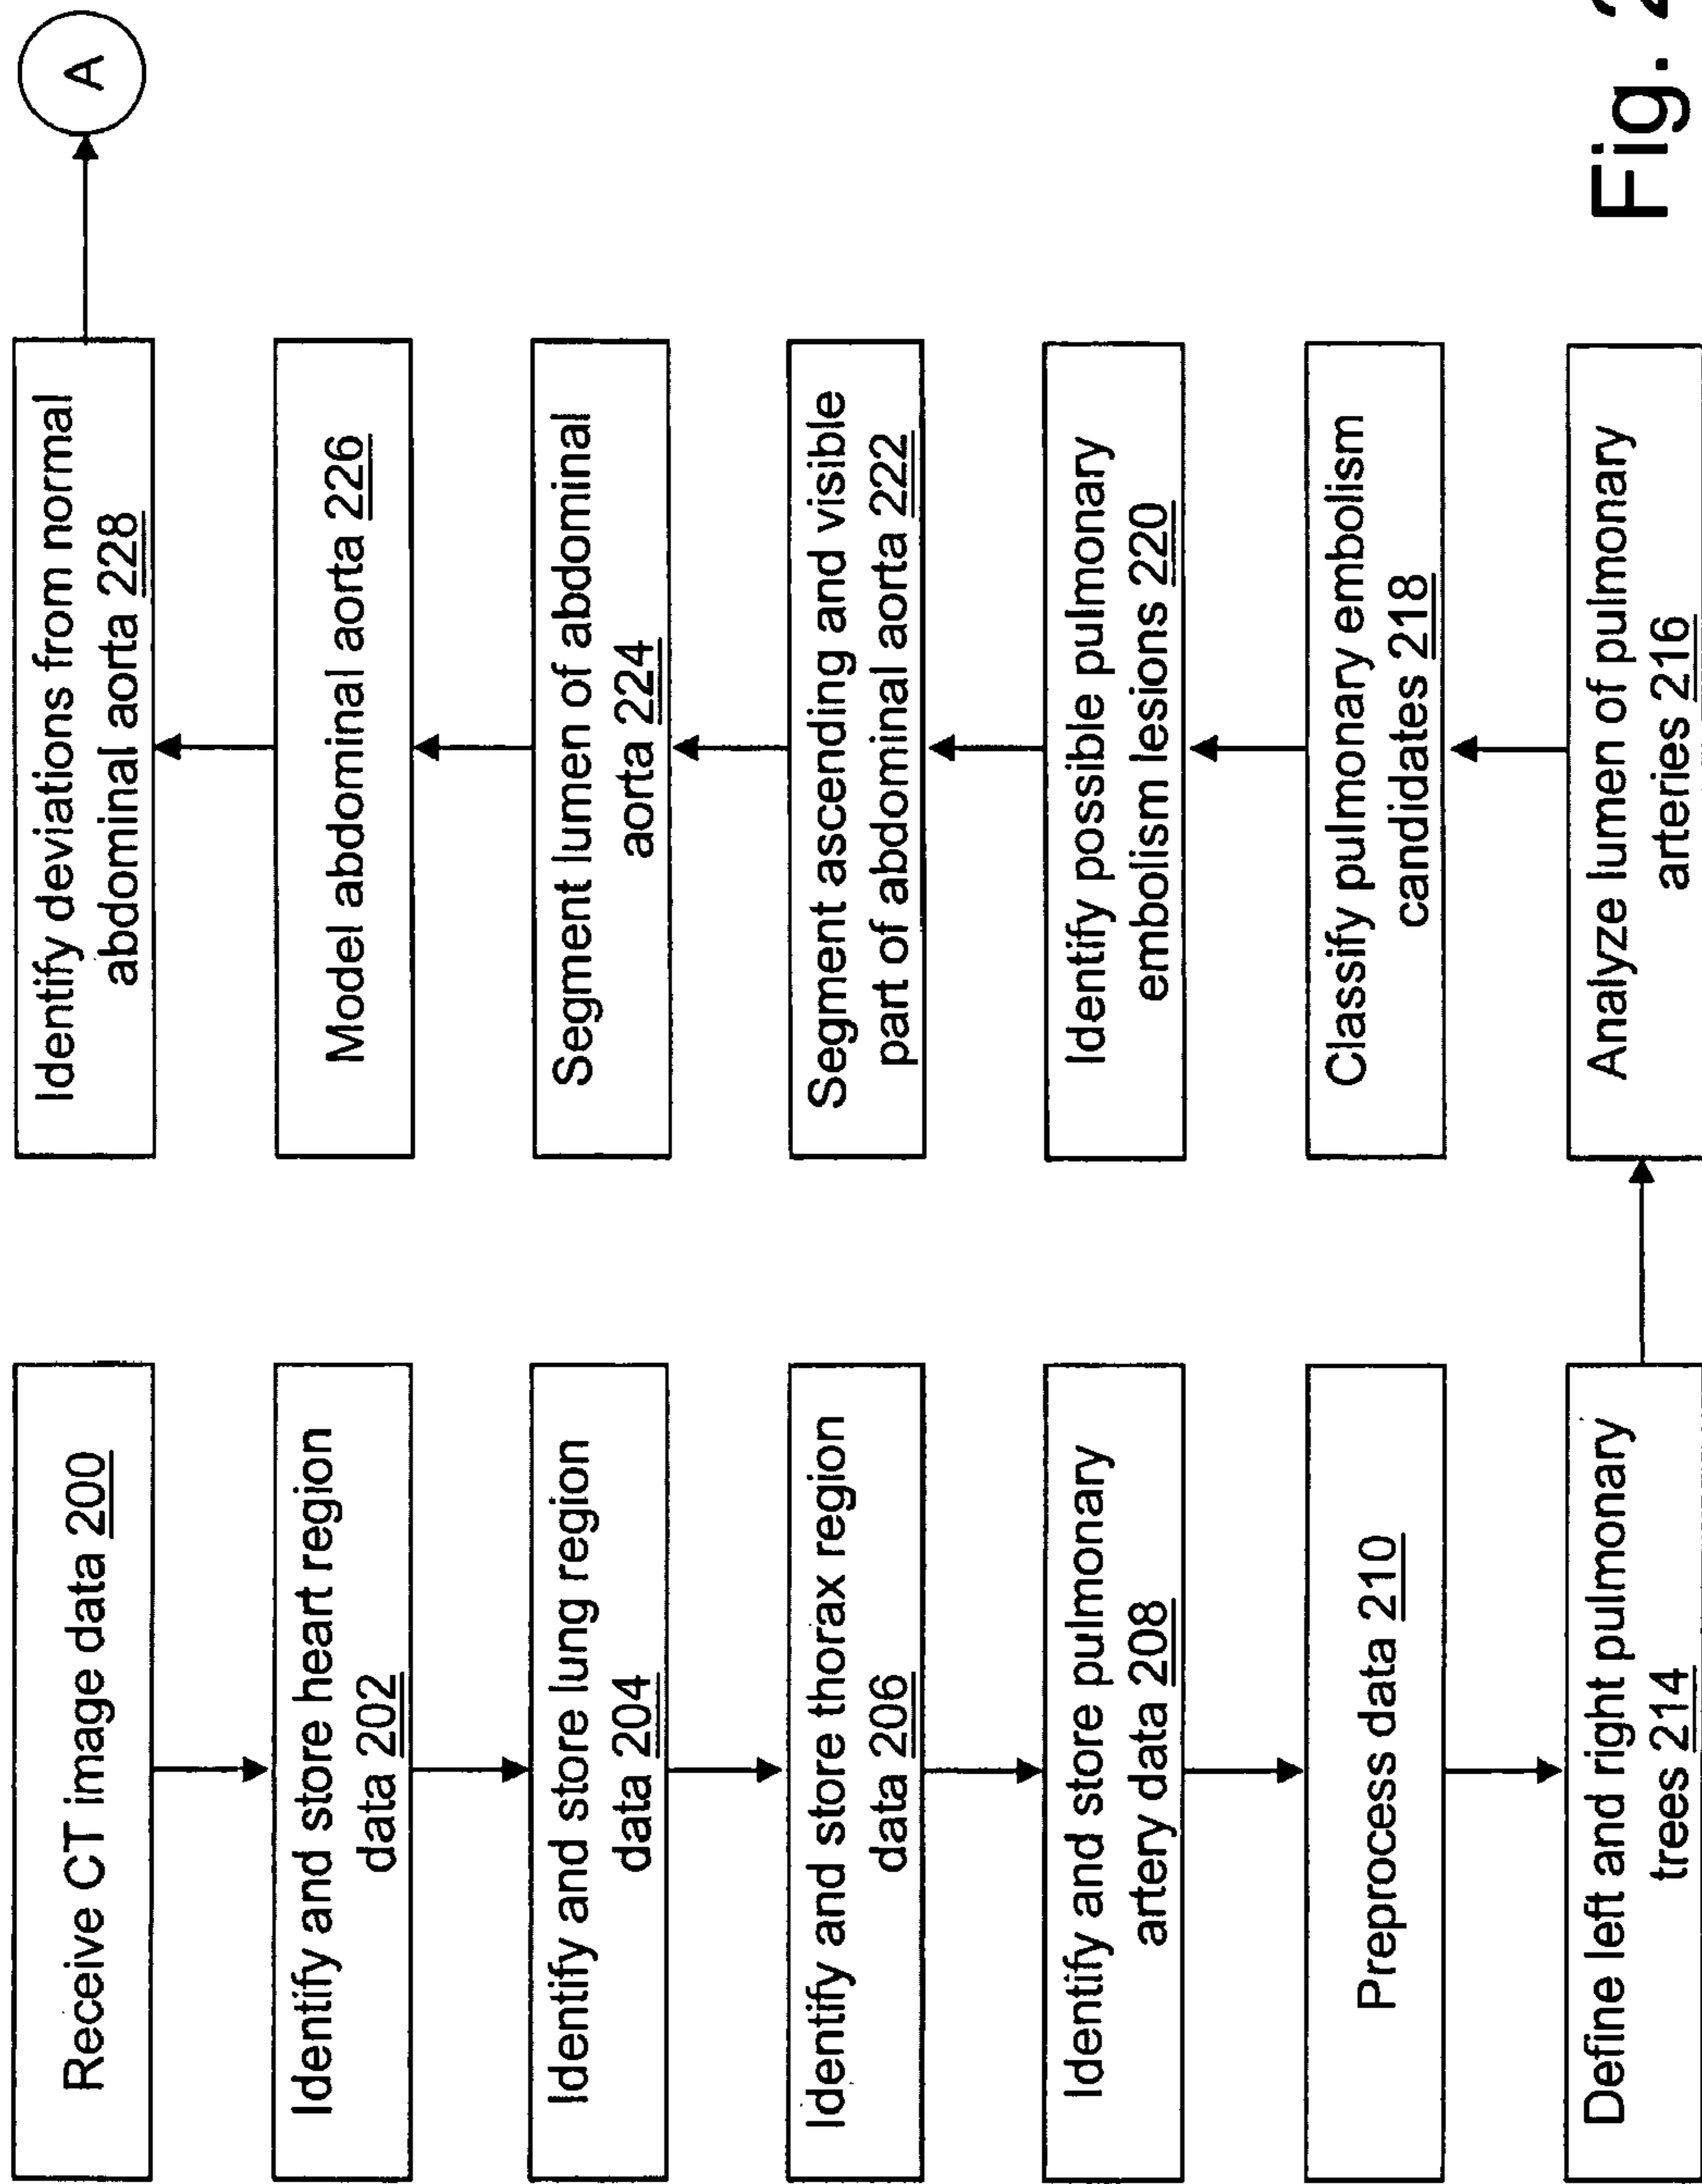 Receive CT image data 200
Identify and store heart region
data 202
Identify and store lung region
data 204
Identify and store thorax region
data 206
Identify and store pulmonary
artery data 208
Preprocess data 210
Define left and right pulmonary
trees 214
Analyze lumen of pulmonary
arteries 216
Classify pulmonary embolism
candidates 218
Identify possible pulmonary
embolism lesions 220
Segment ascending and visible
part of abdominal aorta 222
Segment lumen of abdominal
aorta 224
Model abdominal aorta 226
Identify deviations from normal
abdominal aorta 228
A
Fig. 2